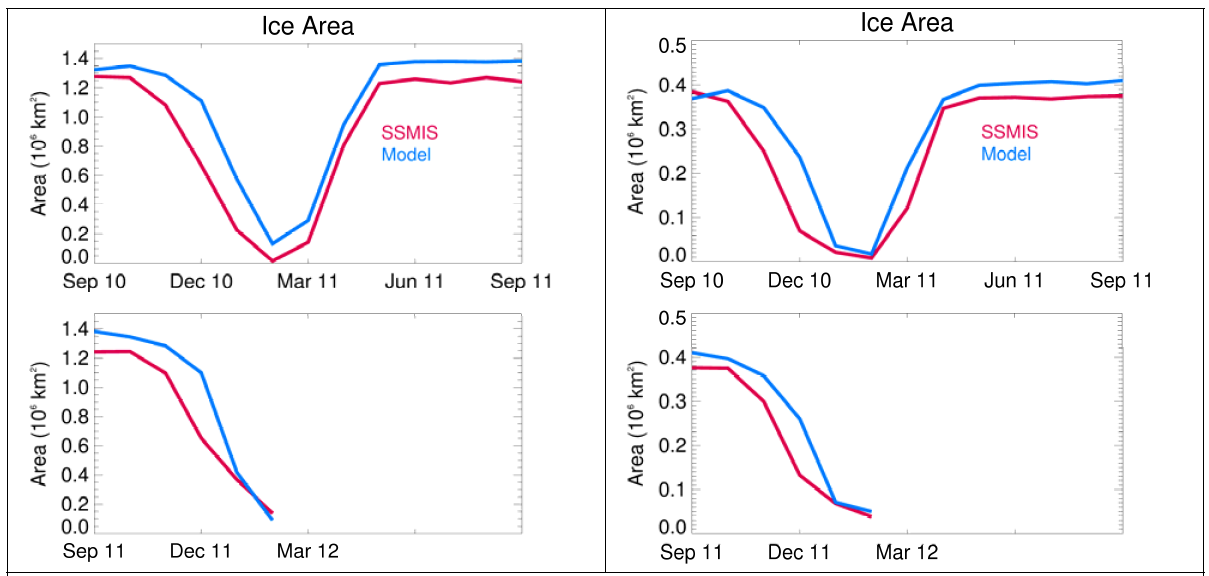 Ice Area
1.4
1.2
1.0
0.8
0.6
0.4
0.2
0.0
Area (10⁶ km²)
SSMIS
Model
Sep 10 Dec 10 Mar 11 Jun 11 Sep 11
Ice Area
0.5
0.4
0.3
0.2
0.1
0.0
Area (10⁶ km²)
SSMIS
Model
Sep 10 Dec 10 Mar 11 Jun 11 Sep 11
1.4
1.2
1.0
0.8
0.6
0.4
0.2
0.0
Area (10⁶ km²)
Sep 11 Dec 11 Mar 12
0.5
0.4
0.3
0.2
0.1
0.0
Area (10⁶ km²)
Sep 11 Dec 11 Mar 12